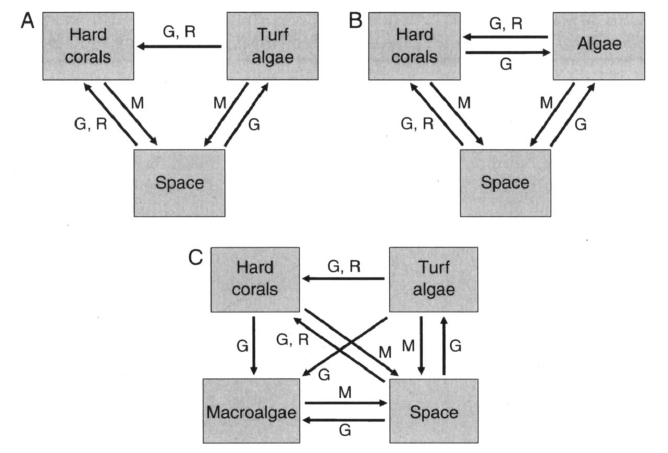 A
Hard
corals
G, R
Turf
algae
G, R
M
M
G
Space
B
Hard
corals
G, R
G
Algae
G, R
M
M
G
Space
C
Hard
corals
G, R
Turf
algae
G
G, R
M
G
M
G
Macroalgae
M
G
Space